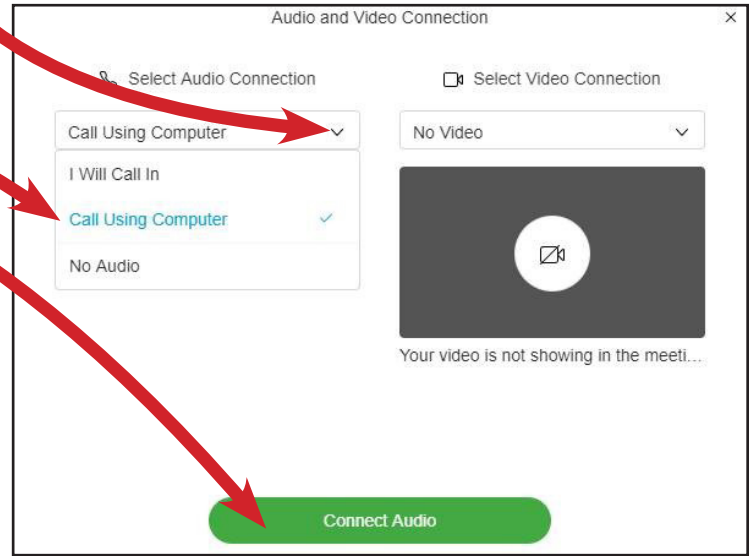 Audio and Video Connection
Select Audio Connection
Select Video Connection
Call Using Computer
No Video
I Will Call In
Call Using Computer
No Audio
Your video is not showing in the meeti...
Connect Audio